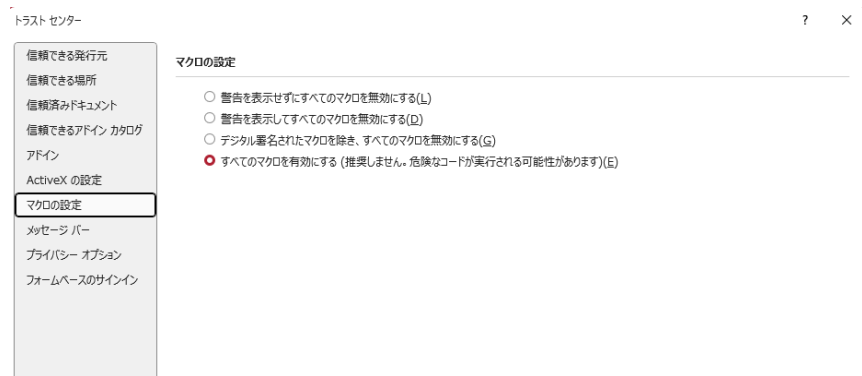 トラスト センター
? ×
信頼できる発行元
信頼できる場所
信頼済みドキュメント
信頼できるアドイン カタログ
アドイン
ActiveX の設定
マクロの設定
メッセージ バー
プライバシー オプション
フォームベースのサインイン
マクロの設定
警告を表示せずにすべてのマクロを無効にする(L)
警告を表示してすべてのマクロを無効にする(D)
デジタル署名されたマクロを除き、すべてのマクロを無効にする(G)
すべてのマクロを有効にする (推奨しません。危険なコードが実行される可能性があります)(E)